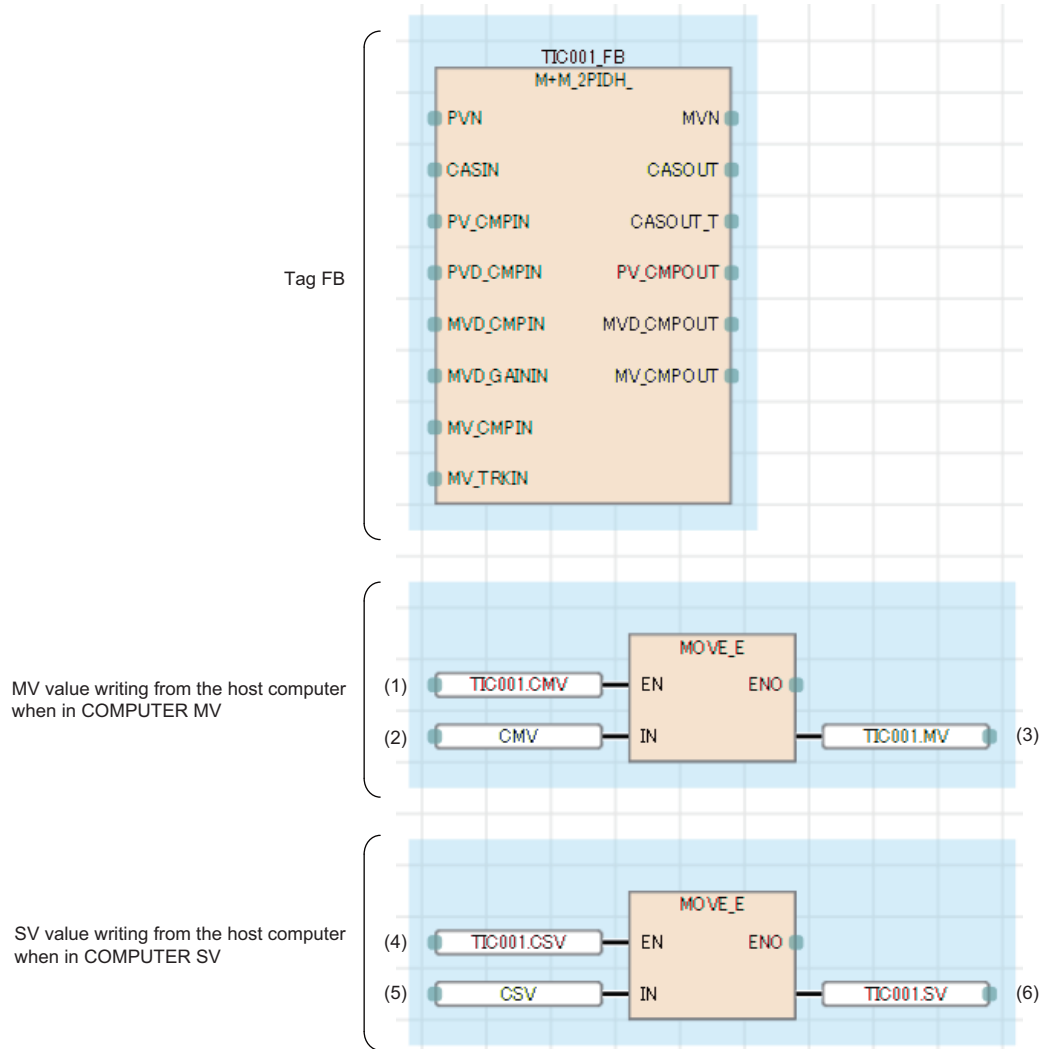 TIC001_FB
M+M_2PIDH_
PVN MVN
CASIN CASOUT
PV_CMPIN CASOUT_T
Tag FB
PVD_CMPIN PV_CMPOUT
MVD_CMPIN MVD_CMPOUT
MVD_GAININ MV_CMPOUT
MV_CMPIN
MV_TRKIN
MV value writing from the host computer
when in COMPUTER MV
MOVE_E
(1) TIC001.CMV EN ENO
(2) CMV IN TIC001.MV (3)
SV value writing from the host computer
when in COMPUTER SV
MOVE_E
(4) TIC001.CSV EN ENO
(5) CSV IN TIC001.SV (6)